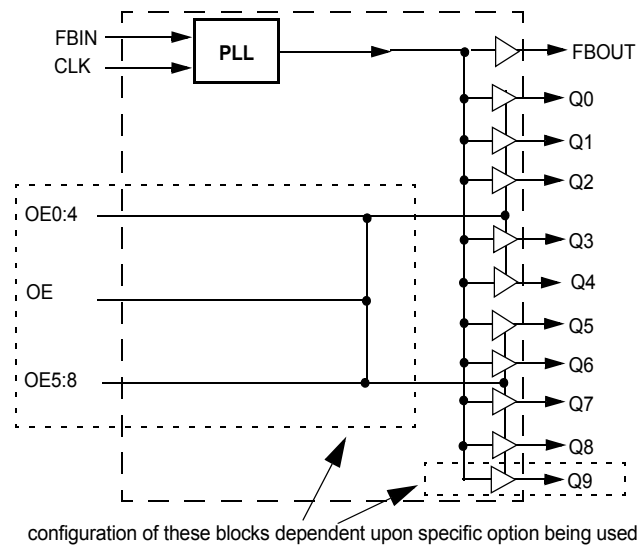 FBIN
CLK
PLL
FBOUT
Q0
Q1
Q2
OE0:4
Q3
Q4
OE
Q5
Q6
OE5:8
Q7
Q8
Q9
configuration of these blocks dependent upon specific option being used